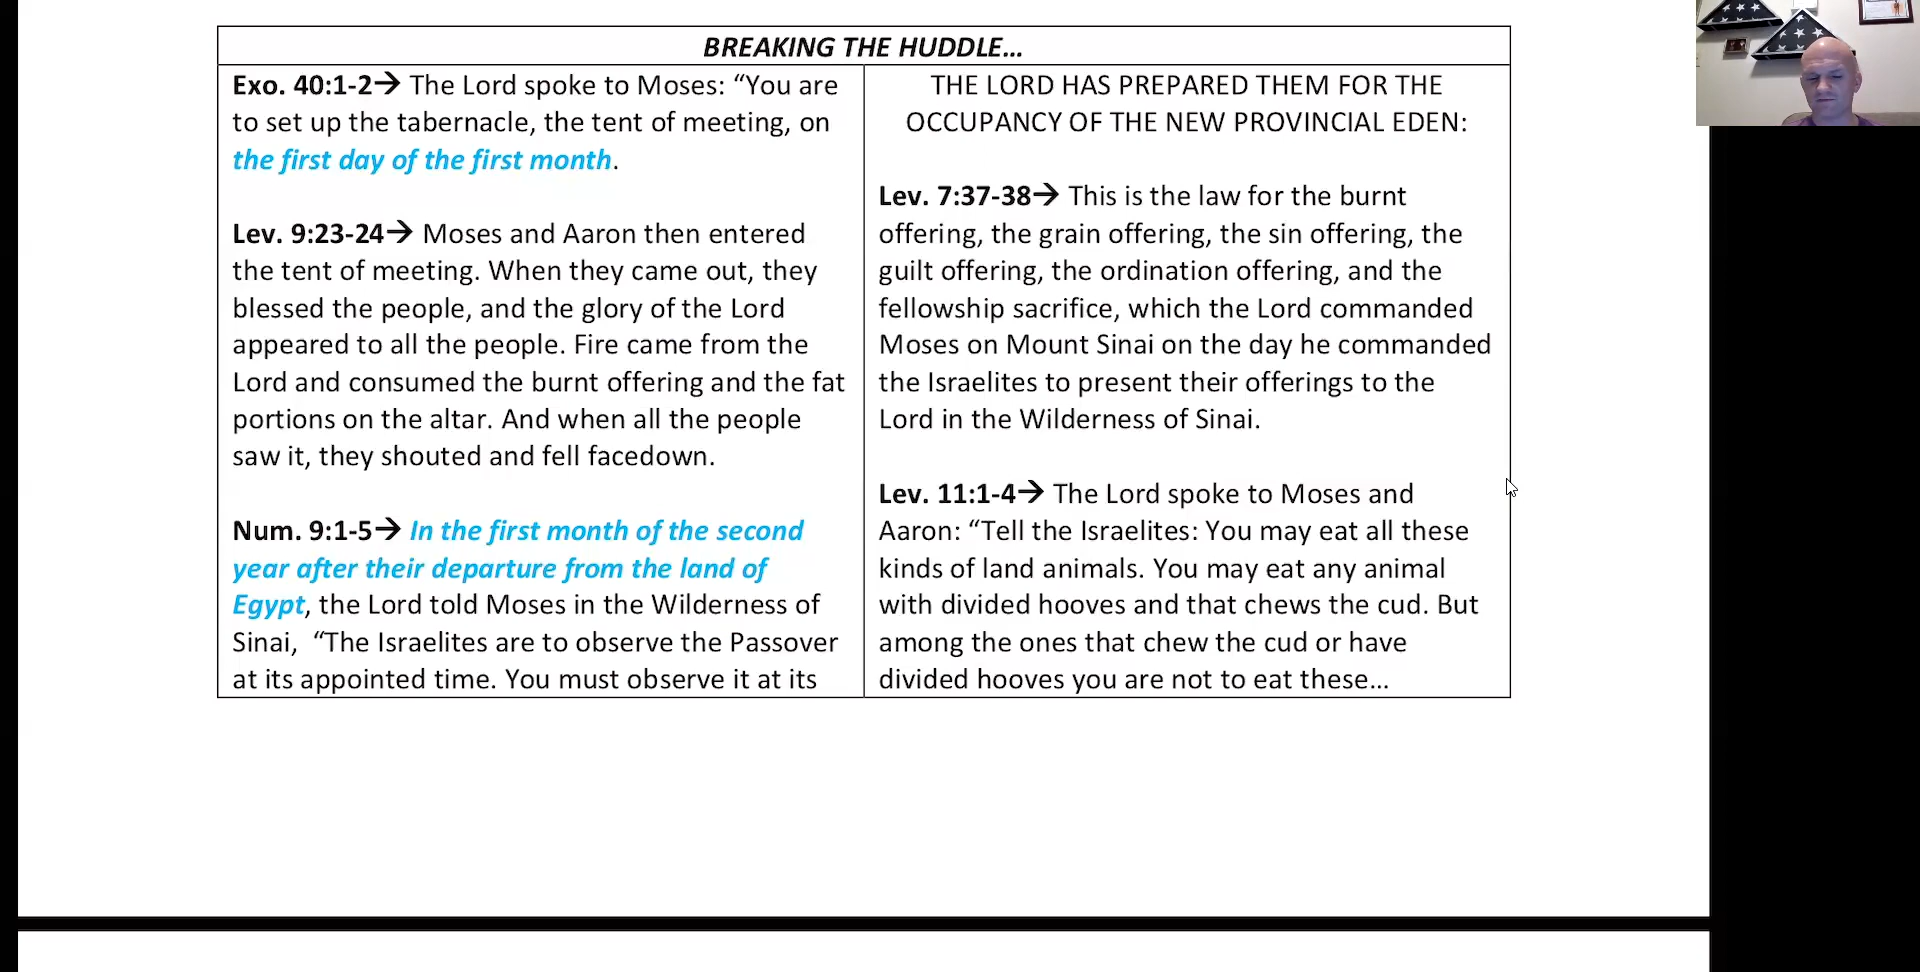 BREAKING THE HUDDLE...
Exo. 40:1-2→ The Lord spoke to Moses: “You are
to set up the tabernacle, the tent of meeting, on
the first day of the first month.
Lev. 9:23-24→ Moses and Aaron then entered
the tent of meeting. When they came out, they
blessed the people, and the glory of the Lord
appeared to all the people. Fire came from the
Lord and consumed the burnt offering and the fat
portions on the altar. And when all the people
saw it, they shouted and fell facedown.
Num. 9:1-5→ In the first month of the second
year after their departure from the land of
Egypt, the Lord told Moses in the Wilderness of
Sinai,  “The Israelites are to observe the Passover
at its appointed time. You must observe it at its
THE LORD HAS PREPARED THEM FOR THE
OCCUPANCY OF THE NEW PROVINCIAL EDEN:
Lev. 7:37-38→ This is the law for the burnt
offering, the grain offering, the sin offering, the
guilt offering, the ordination offering, and the
fellowship sacrifice, which the Lord commanded
Moses on Mount Sinai on the day he commanded
the Israelites to present their offerings to the
Lord in the Wilderness of Sinai.
Lev. 11:1-4→ The Lord spoke to Moses and
Aaron: “Tell the Israelites: You may eat all these
kinds of land animals. You may eat any animal
with divided hooves and that chews the cud. But
among the ones that chew the cud or have
divided hooves you are not to eat these...